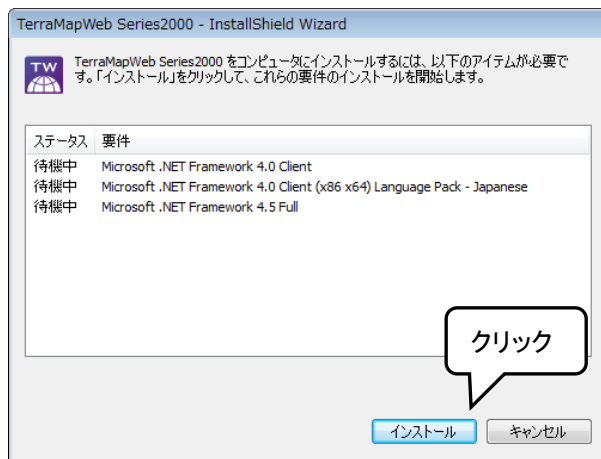 TerraMapWeb Series2000 - InstallShield Wizard
TW
TerraMapWeb Series2000 をコンピュータにインストールするには、以下のアイテムが必要で
す。「インストール」をクリックして、これらの要件のインストールを開始します。
ステータス 要件
待機中 Microsoft .NET Framework 4.0 Client
待機中 Microsoft .NET Framework 4.0 Client (x86 x64) Language Pack - Japanese
待機中 Microsoft .NET Framework 4.5 Full
クリック
インストール キャンセル